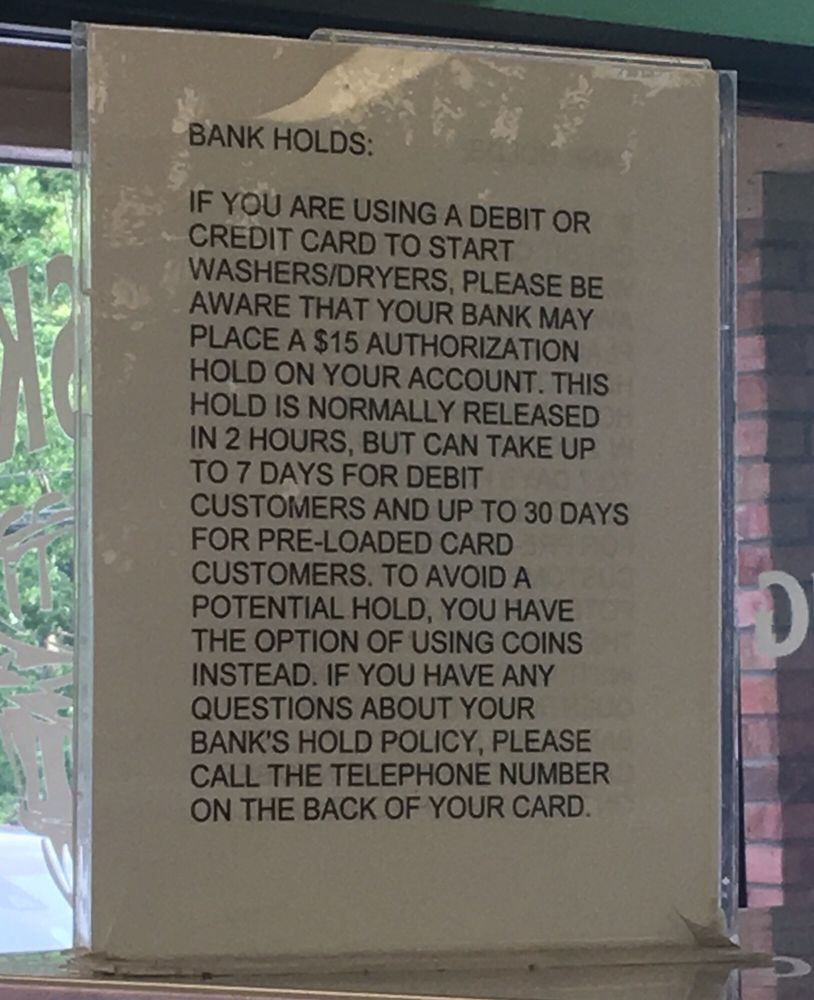 BANK HOLDS:
IF YOU ARE USING A DEBIT OR
CREDIT CARD TO START
WASHERS/DRYERS, PLEASE BE
AWARE THAT YOUR BANK MAY
PLACE A $15 AUTHORIZATION
HOLD ON YOUR ACCOUNT. THIS
HOLD IS NORMALLY RELEASED
IN 2 HOURS, BUT CAN TAKE UP
TO 7 DAYS FOR DEBIT
CUSTOMERS AND UP TO 30 DAYS
FOR PRE-LOADED CARD
CUSTOMERS. TO AVOID A
POTENTIAL HOLD, YOU HAVE
THE OPTION OF USING COINS
INSTEAD. IF YOU HAVE ANY
QUESTIONS ABOUT YOUR
BANK'S HOLD POLICY, PLEASE
CALL THE TELEPHONE NUMBER
ON THE BACK OF YOUR CARD.